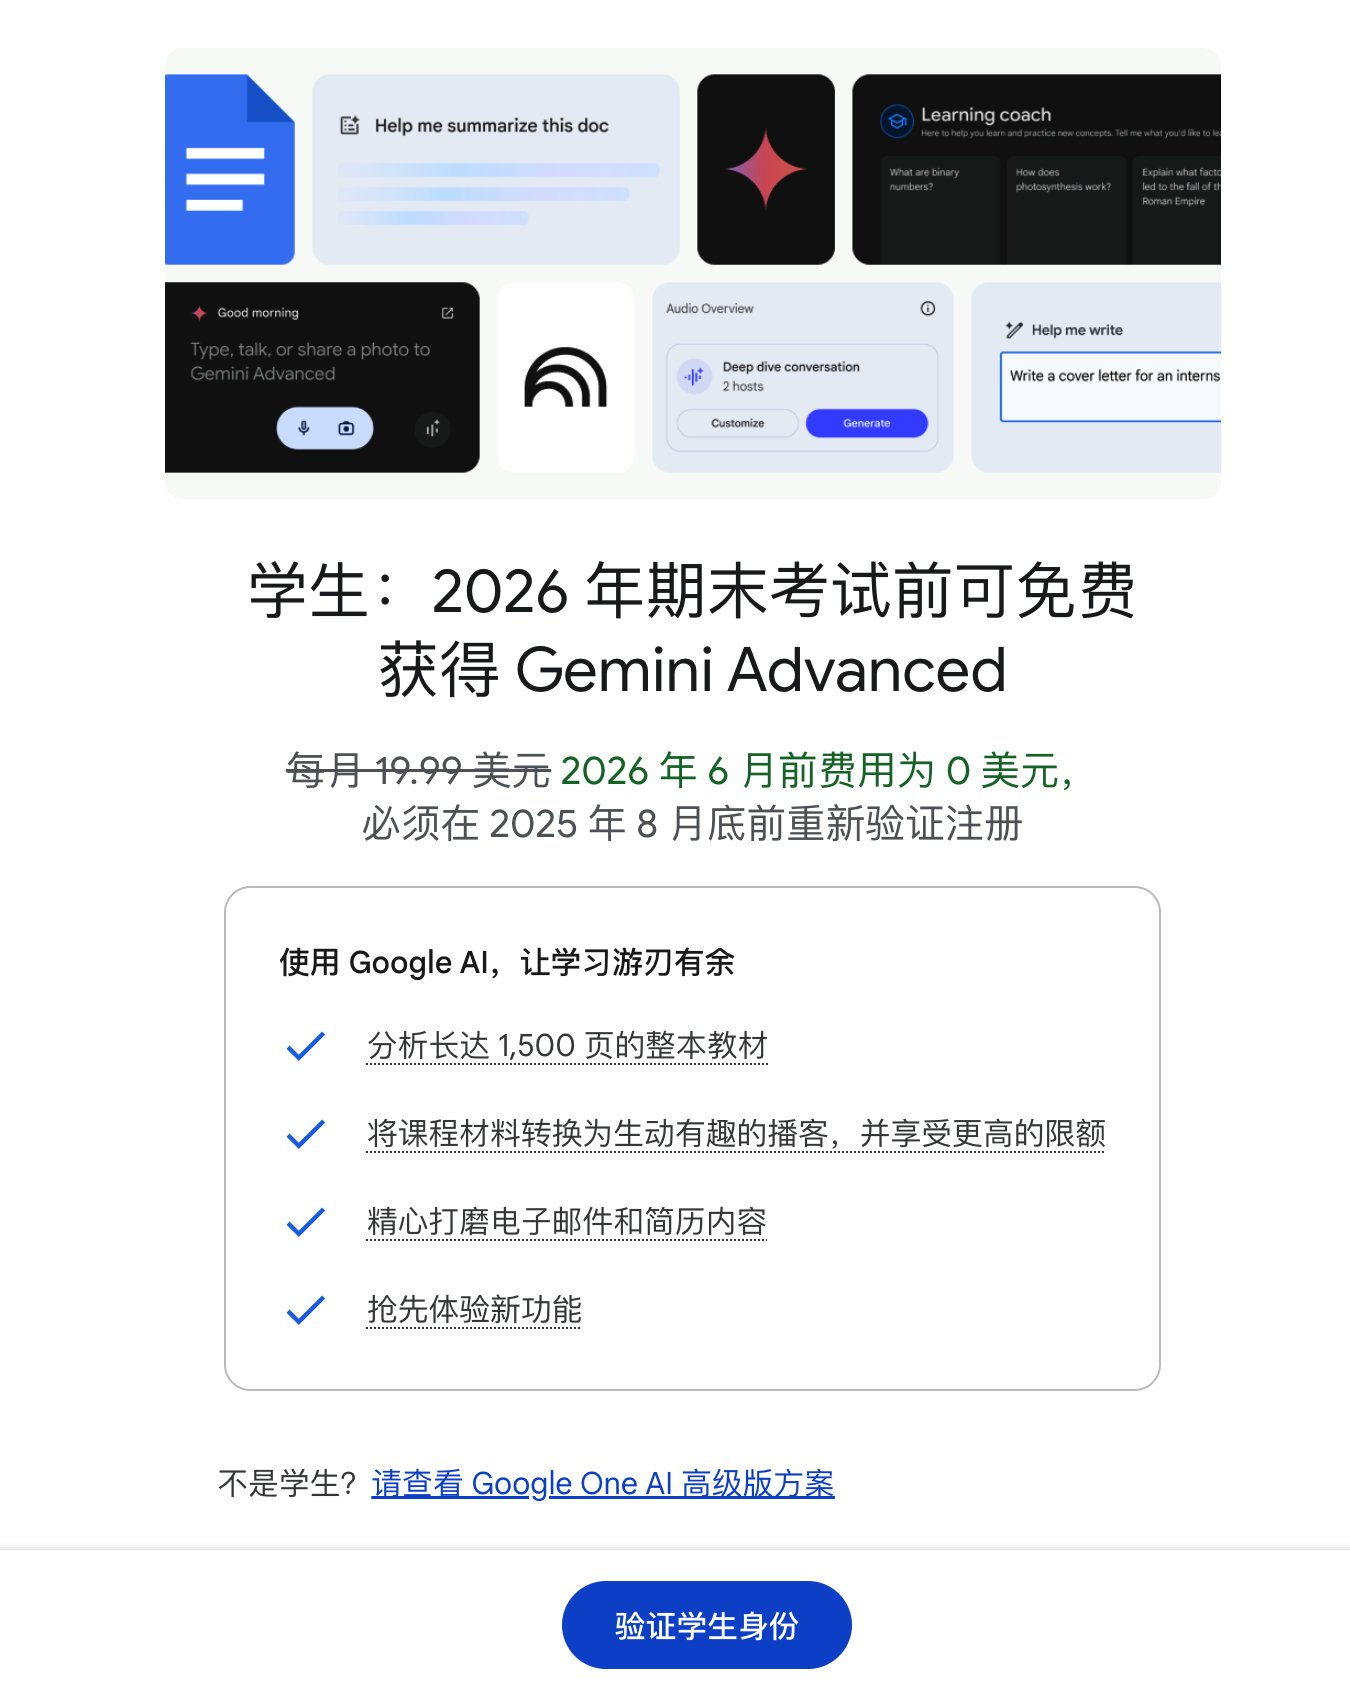 Help me summarize this doc
Learning coach
Here to help you learn and practice new concepts. Tell me what you'd like to
What are binary
numbers?
How does
photosynthesis work?
Explain what
led to the fall of
Roman Empire
Good morning
Type, talk, or share a photo to
Gemini Advanced
Audio Overview
Deep dive conversation
2 hosts
Customize
Generate
Help me write
Write a cover letter for an
学生：2026 年期末考试前可免费
获得 Gemini Advanced
每月 19.99 美元 2026 年 6 月前费用为 0 美元，
必须在 2025 年 8 月底前重新验证注册
使用 Google AI，让学习游刃有余
分析长达 1,500 页的整本教材
将课程材料转换为生动有趣的播客，并享受更高的限额
精心打磨电子邮件和简历内容
抢先体验新功能
不是学生？请查看 Google One AI 高级版方案
验证学生身份